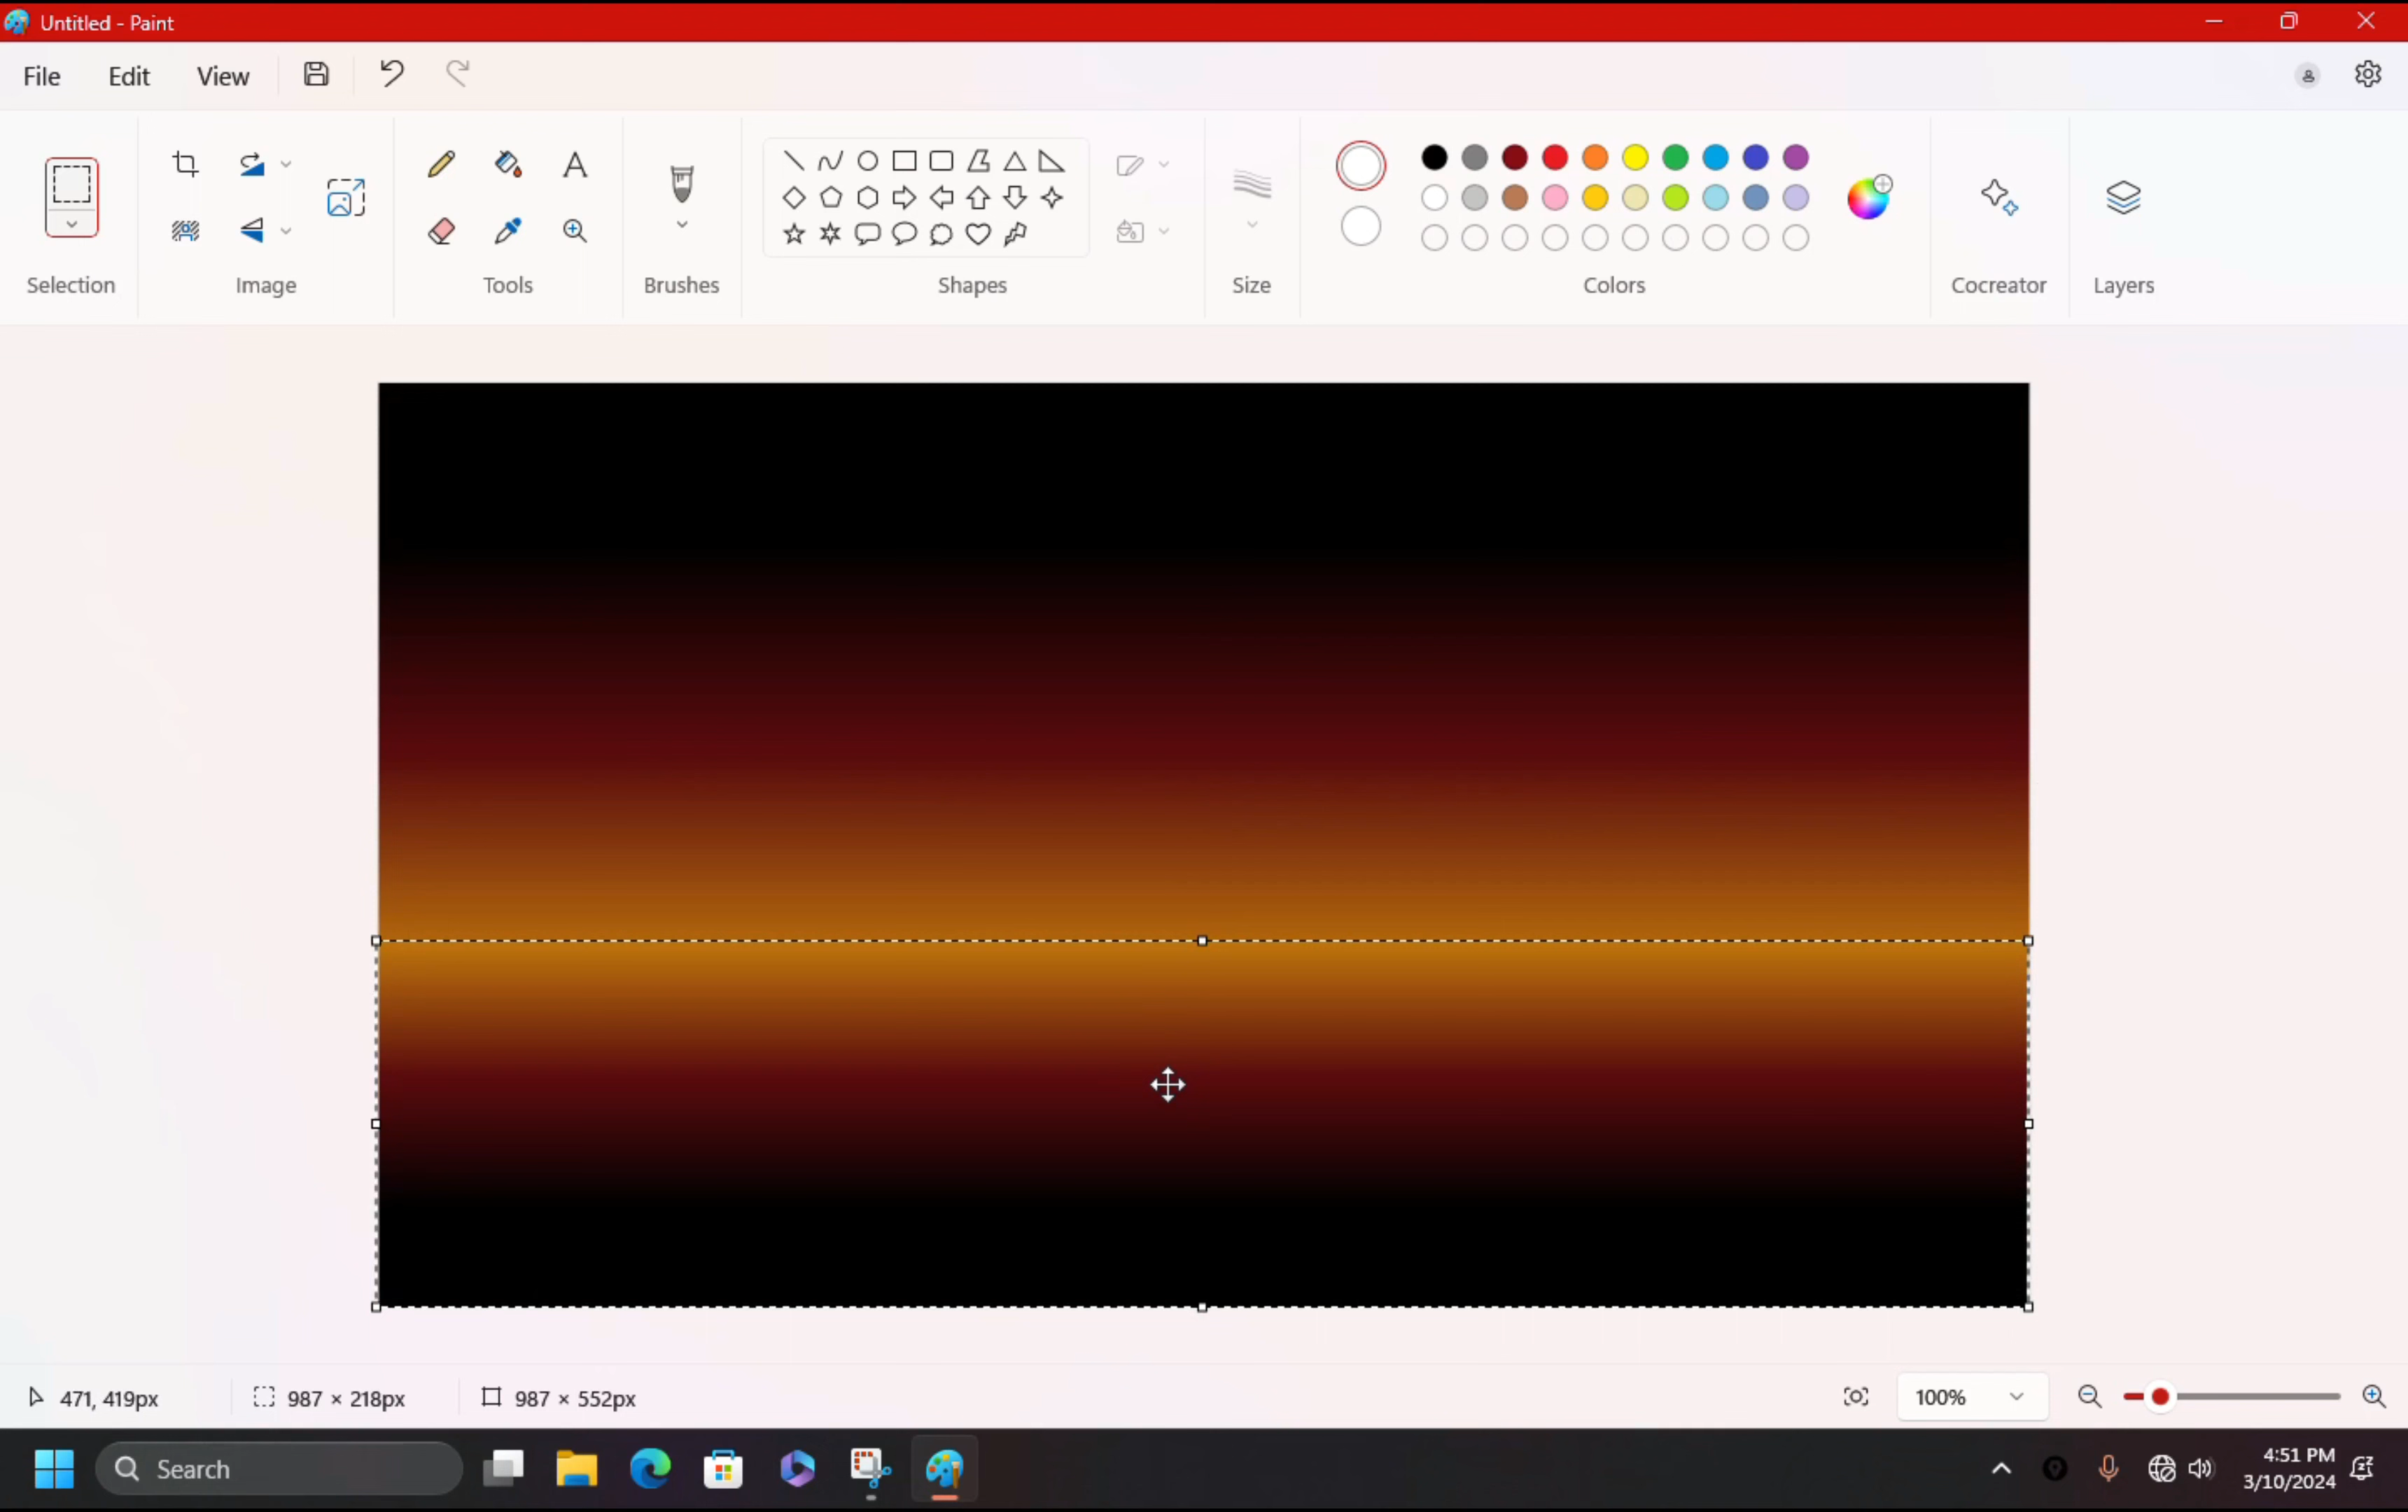 Untitled - Paint
File Edit View
Selection Image Tools Brushes Shapes Size Colors Cocreator Layers
471, 419px 987 × 218px 987 × 552px 100%
Search
4:51 PM
3/10/2024